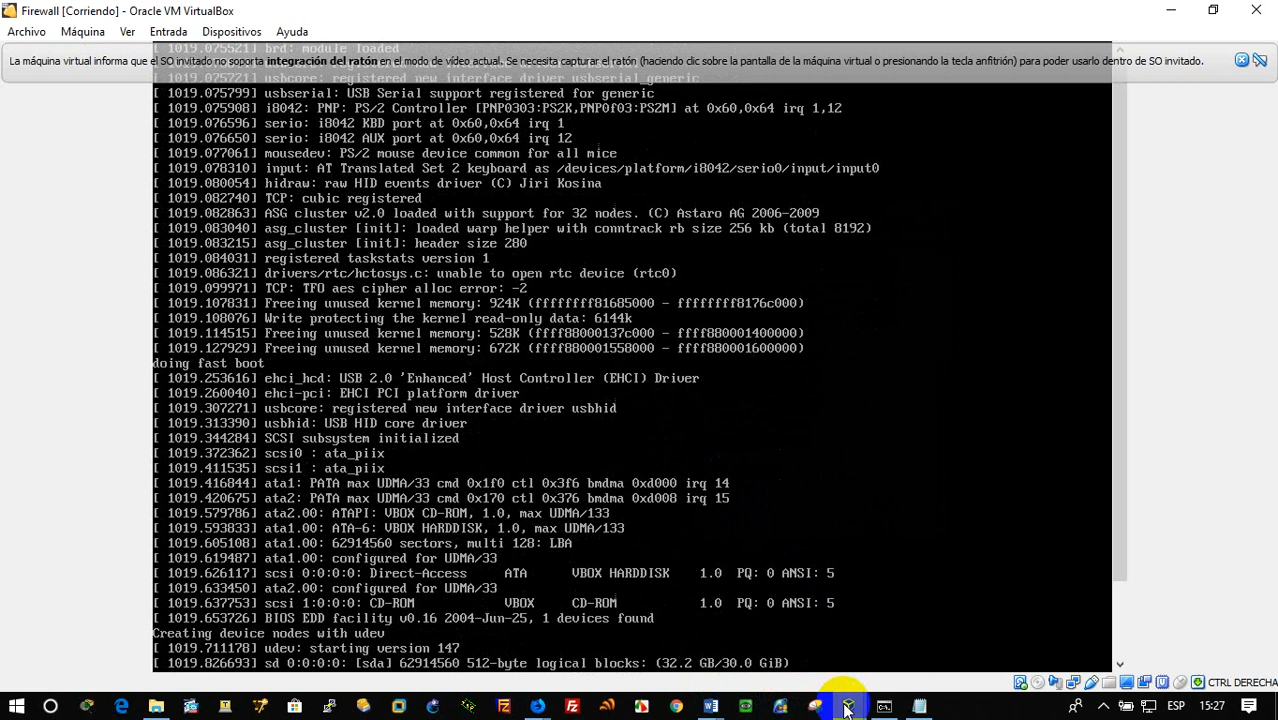 Firewall [Corriendo] - Oracle VM VirtualBox
Archivo Máquina Ver Entrada Dispositivos Ayuda
[ 1019.075521] brd: module loaded
La máquina virtual informa que el SO invitado no soporta integración del ratón en el modo de vídeo actual. Se necesita capturar el ratón (haciendo clic sobre la pantalla de la máquina virtual o presionando la tecla anfitrión) para poder usarlo dentro de SO invitado.
[ 1019.075721] usbcore: registered new interface driver usbserial_generic
[ 1019.075799] usbserial: USB Serial support registered for generic
[ 1019.075908] i8042: PNP: PS/2 Controller [PNP0303:PS2K,PNP0f03:PS2M] at 0x60,0x64 irq 1,12
[ 1019.076596] serio: i8042 KBD port at 0x60,0x64 irq 1
[ 1019.076650] serio: i8042 AUX port at 0x60,0x64 irq 12
[ 1019.077061] mousedev: PS/2 mouse device common for all mice
[ 1019.078310] input: AT Translated Set 2 keyboard as /devices/platform/i8042/serio0/input/input0
[ 1019.080054] hidraw: raw HID events driver (C) Jiri Kosina
[ 1019.082740] TCP: cubic registered
[ 1019.082863] ASG cluster v2.0 loaded with support for 32 nodes. (C) Astaro AG 2006-2009
[ 1019.083040] asg_cluster [init]: loaded warp helper with conntrack rb size 256 kb (total 8192)
[ 1019.083215] asg_cluster [init]: header size 280
[ 1019.084031] registered taskstats version 1
[ 1019.086321] drivers/rtc/hctosys.c: unable to open rtc device (rtc0)
[ 1019.099971] TCP: TFO aes cipher alloc error: -2
[ 1019.107831] Freeing unused kernel memory: 924K (ffffffff81685000 - ffffffff8176c000)
[ 1019.108076] Write protecting the kernel read-only data: 6144k
[ 1019.114515] Freeing unused kernel memory: 528K (ffff88000137c000 - ffff880001400000)
[ 1019.127929] Freeing unused kernel memory: 672K (ffff880001558000 - ffff880001600000)
doing fast boot
[ 1019.253616] ehci_hcd: USB 2.0 'Enhanced' Host Controller (EHCI) Driver
[ 1019.260040] ehci-pci: EHCI PCI platform driver
[ 1019.307271] usbcore: registered new interface driver usbhid
[ 1019.313390] usbhid: USB HID core driver
[ 1019.344284] SCSI subsystem initialized
[ 1019.372362] scsi0 : ata_piix
[ 1019.411535] scsi1 : ata_piix
[ 1019.416844] ata1: PATA max UDMA/33 cmd 0x1f0 ctl 0x3f6 bmdma 0xd000 irq 14
[ 1019.420675] ata2: PATA max UDMA/33 cmd 0x170 ctl 0x376 bmdma 0xd008 irq 15
[ 1019.579786] ata2.00: ATAPI: VBOX CD-ROM, 1.0, max UDMA/133
[ 1019.593833] ata1.00: ATA-6: VBOX HARDDISK, 1.0, max UDMA/133
[ 1019.605108] ata1.00: 62914560 sectors, multi 128: LBA
[ 1019.619487] ata1.00: configured for UDMA/33
[ 1019.626117] scsi 0:0:0:0: Direct-Access ATA VBOX HARDDISK 1.0 PQ: 0 ANSI: 5
[ 1019.633450] ata2.00: configured for UDMA/33
[ 1019.637753] scsi 1:0:0:0: CD-ROM VBOX CD-ROM 1.0 PQ: 0 ANSI: 5
[ 1019.653726] BIOS EDD facility v0.16 2004-Jun-25, 1 devices found
Creating device nodes with udev
[ 1019.711178] udev: starting version 147
[ 1019.826693] sd 0:0:0:0: [sda] 62914560 512-byte logical blocks: (32.2 GB/30.0 GiB)
CTRL DERECHA
ESP 15:27